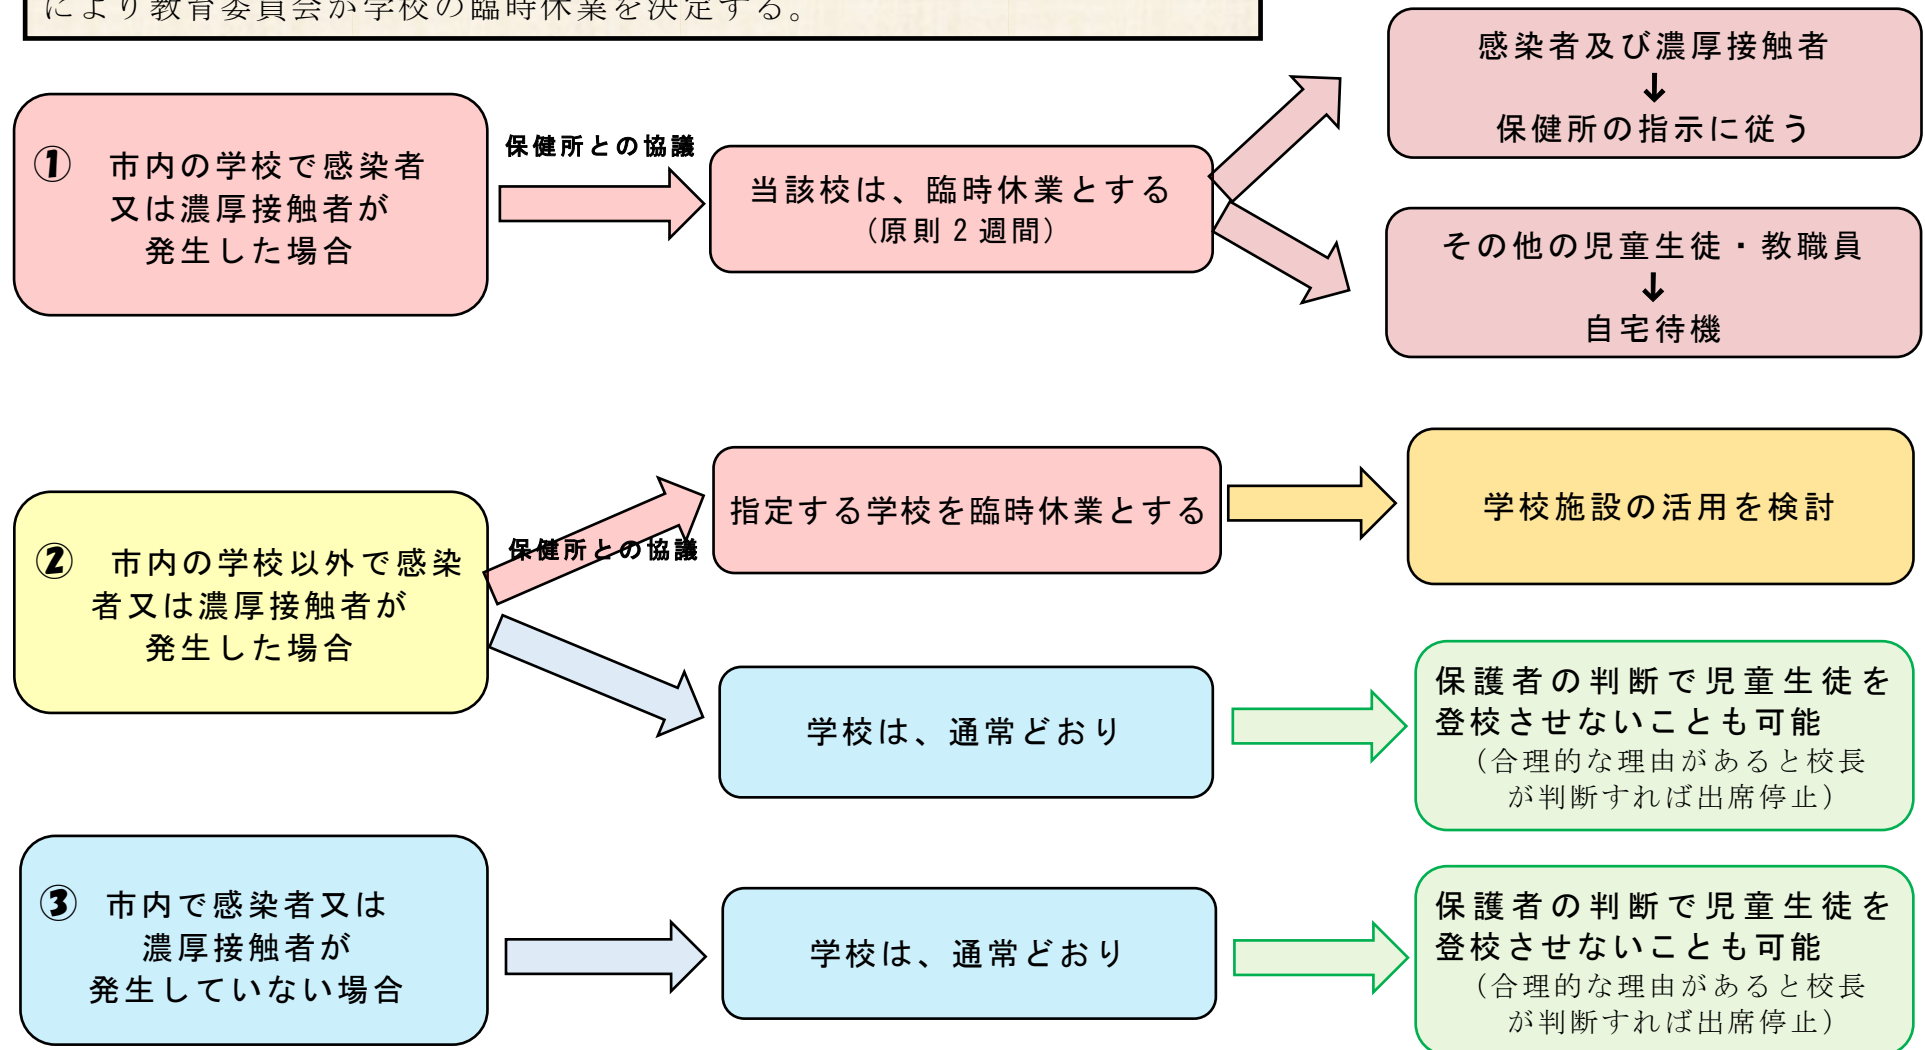 により教育委員会が学校の臨時休業を決定する。
① 市内の学校で感染者
又は濃厚接触者が
発生した場合
保健所との協議
当該校は、臨時休業とする
(原則2週間)
感染者及び濃厚接触者
↓
保健所の指示に従う
その他の児童生徒・教職員
↓
自宅待機
② 市内の学校以外で感染
者又は濃厚接触者が
発生した場合
保健所との協議
指定する学校を臨時休業とする
学校施設の活用を検討
学校は、通常どおり
保護者の判断で児童生徒を
登校させないことも可能
(合理的な理由があると校長
が判断すれば出席停止)
③ 市内で感染者又は
濃厚接触者が
発生していない場合
学校は、通常どおり
保護者の判断で児童生徒を
登校させないことも可能
(合理的な理由があると校長
が判断すれば出席停止)